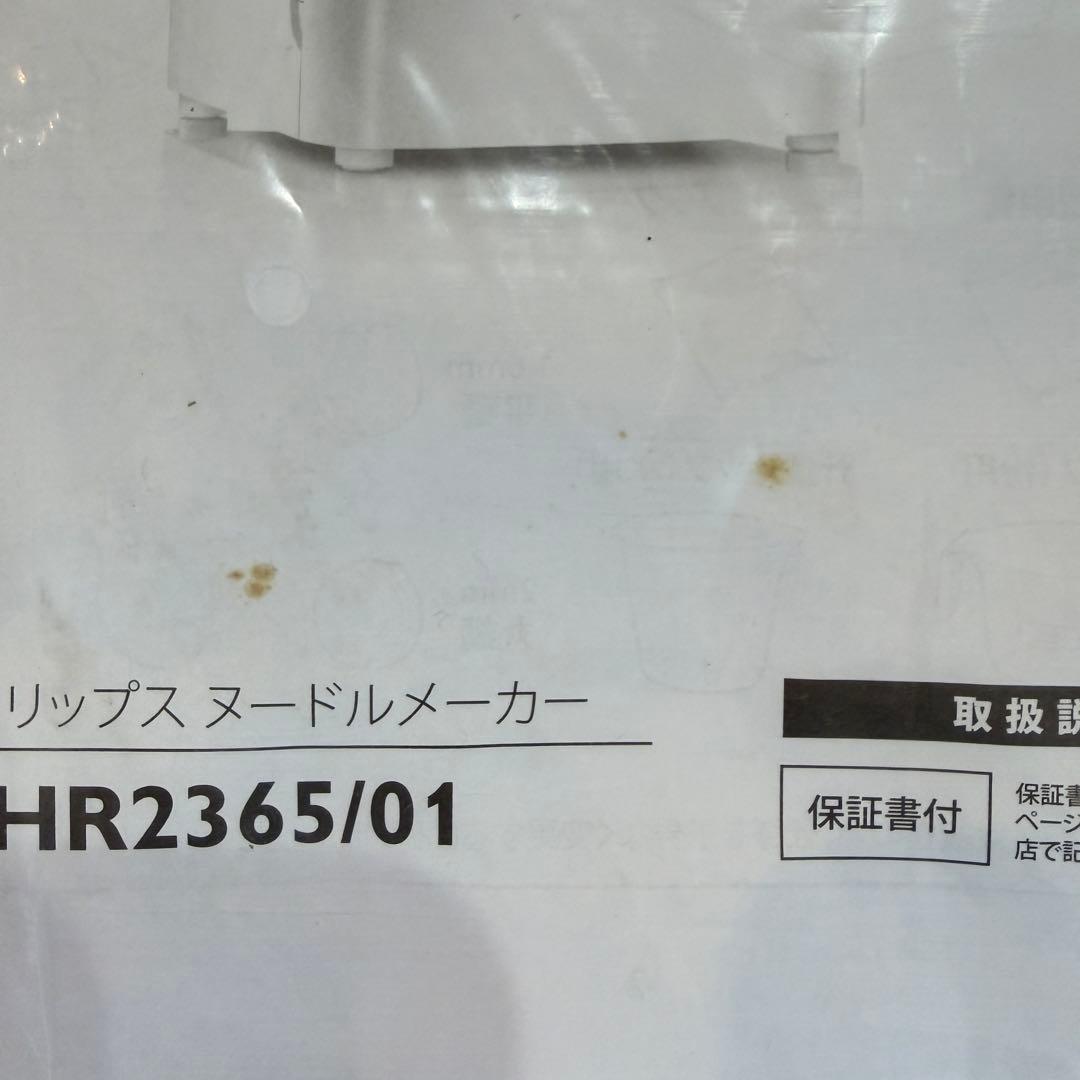 リップス ヌードルメーカー
HR2365/01
取扱説
保証書付
保証書
ページ
店で記